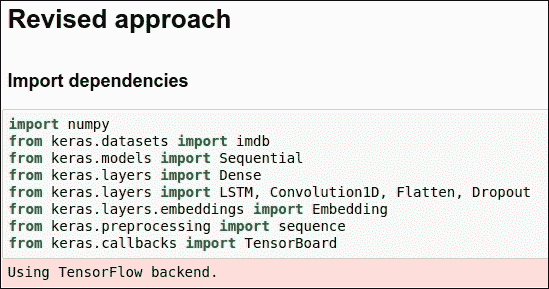 Revised approach
Import dependencies
import numpy
from keras.datasets import imdb
from keras.models import Sequential
from keras.layers import Dense
from keras.layers import LSTM, Convolution1D, Flatten, Dropout
from keras.layers.embeddings import Embedding
from keras.preprocessing import sequence
from keras.callbacks import TensorBoard
Using TensorFlow backend.